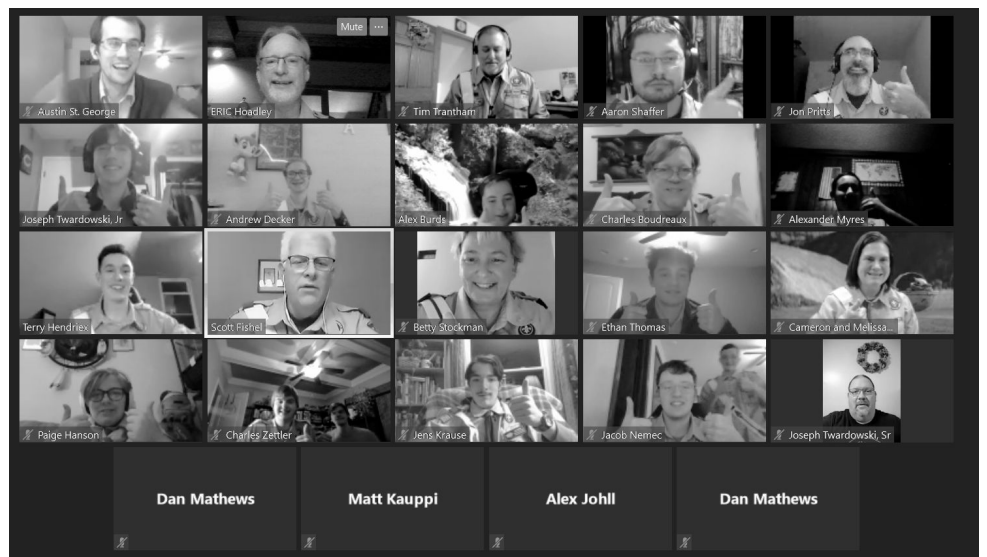 Mute ...
Austin St. George
ERIC Hoadley
Tim Trantham
Aaron Shaffer
Jon Pritts
Joseph Twardowski, Jr
Andrew Decker
Alex Burds
Charles Boudreaux
Alexander Myres
Terry Hendriex
Scott Fishel
Betty Stockman
Ethan Thomas
Cameron and Melissa...
Paige Hanson
Charles Zettler
Jens Krause
Jacob Nemec
Joseph Twardowski, Sr
Dan Mathews
Matt Kauppi
Alex Johll
Dan Mathews